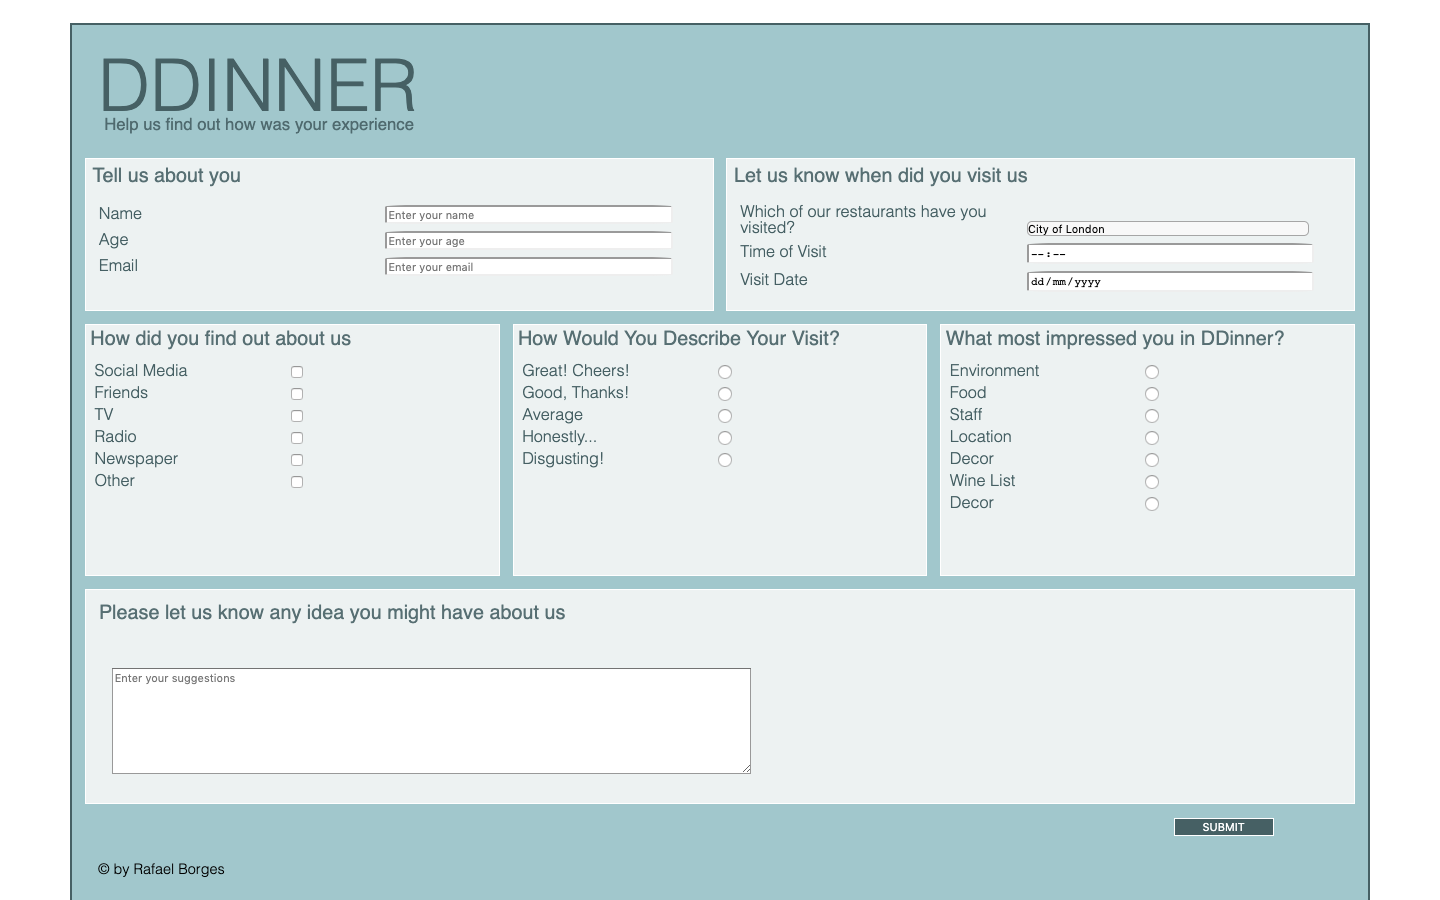 DDINNER
Help us find out how was your experience
Tell us about you
Name
Enter your name
Age
Enter your age
Email
Enter your email
Let us know when did you visit us
Which of our restaurants have you
visited?
City of London
Time of Visit
--:--
Visit Date
dd/mm/yyyy
How did you find out about us
Social Media
Friends
TV
Radio
Newspaper
Other
How Would You Describe Your Visit?
Great! Cheers!
Good, Thanks!
Average
Honestly...
Disgusting!
What most impressed you in DDinner?
Environment
Food
Staff
Location
Decor
Wine List
Decor
Please let us know any idea you might have about us
Enter your suggestions
SUBMIT
© by Rafael Borges